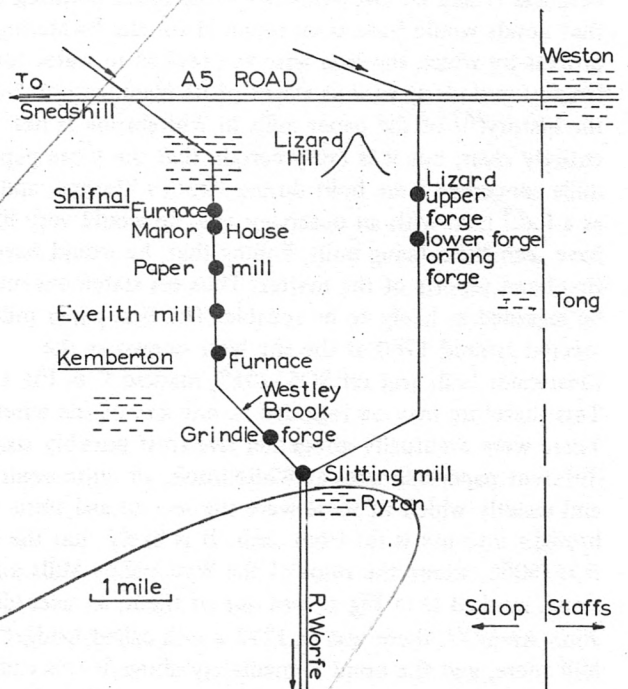 Weston
TO
A5 ROAD
Snedshill
Lizard
Hill
Lizard
upper
forge
lower forge
or tong
forge
Tong
Shifnal
Furnace
Manor House
Paper mill
Evelith mill
Kemberton
Furnace
Westley
Brook
Grindle forge
Slitting mill
Ryton
1 mile
R. Worfe
Salop
Staffs